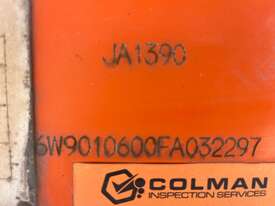 JA1390
6W9010600FA032297
COLMAN
INSPECTION SERVICES